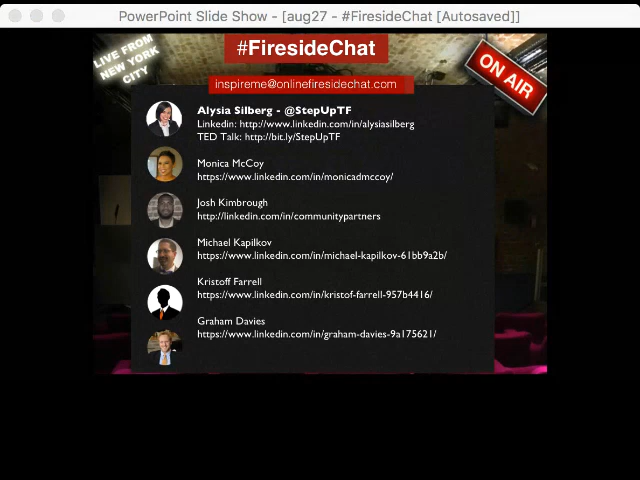 PowerPoint Slide Show - [aug27 - #FiresideChat [Autosaved]]
#FiresideChat
LIVE FROM
NEW YORK
CITY
ON AIR
inspireme@onlinefiresidechat.com
Alysia Silberg - @StepUpTF
Linkedin: http://www.linkedin.com/in/alysiasilberg
TED Talk: http://bit.ly/StepUpTF
Monica McCoy
https://www.linkedin.com/in/monicadmccoy/
Josh Kimbrough
http://linkedin.com/in/communitypartners
Michael Kapilkov
https://www.linkedin.com/in/michael-kapilkov-61bb9a2b/
Kristoff Farrell
https://www.linkedin.com/in/kristof-farrell-957b4416/
Graham Davies
https://www.linkedin.com/in/graham-davies-9a175621/